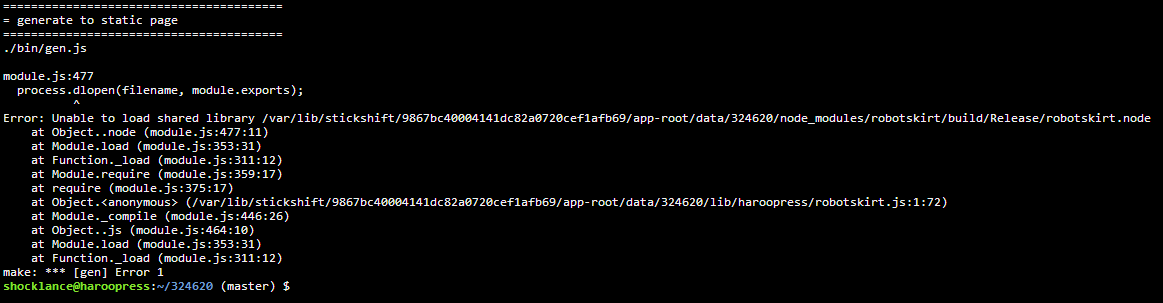 ========================================
= generate to static page
========================================
./bin/gen.js

module.js:477
  process.dlopen(filename, module.exports);
          ^
Error: Unable to load shared library /var/lib/stickshift/9867bc40004141dc82a0720cef1afb69/app-root/data/324620/node_modules/robotskirt/build/Release/robotskirt.node
    at Object..node (module.js:477:11)
    at Module.load (module.js:353:31)
    at Function._load (module.js:311:12)
    at Module.require (module.js:359:17)
    at require (module.js:375:17)
    at Object.<anonymous> (/var/lib/stickshift/9867bc40004141dc82a0720cef1afb69/app-root/data/324620/lib/haroopress/robotskirt.js:1:72)
    at Module._compile (module.js:446:26)
    at Object..js (module.js:464:10)
    at Module.load (module.js:353:31)
    at Function._load (module.js:311:12)
make: *** [gen] Error 1
shocklance@haroopress:~/324620 (master) $